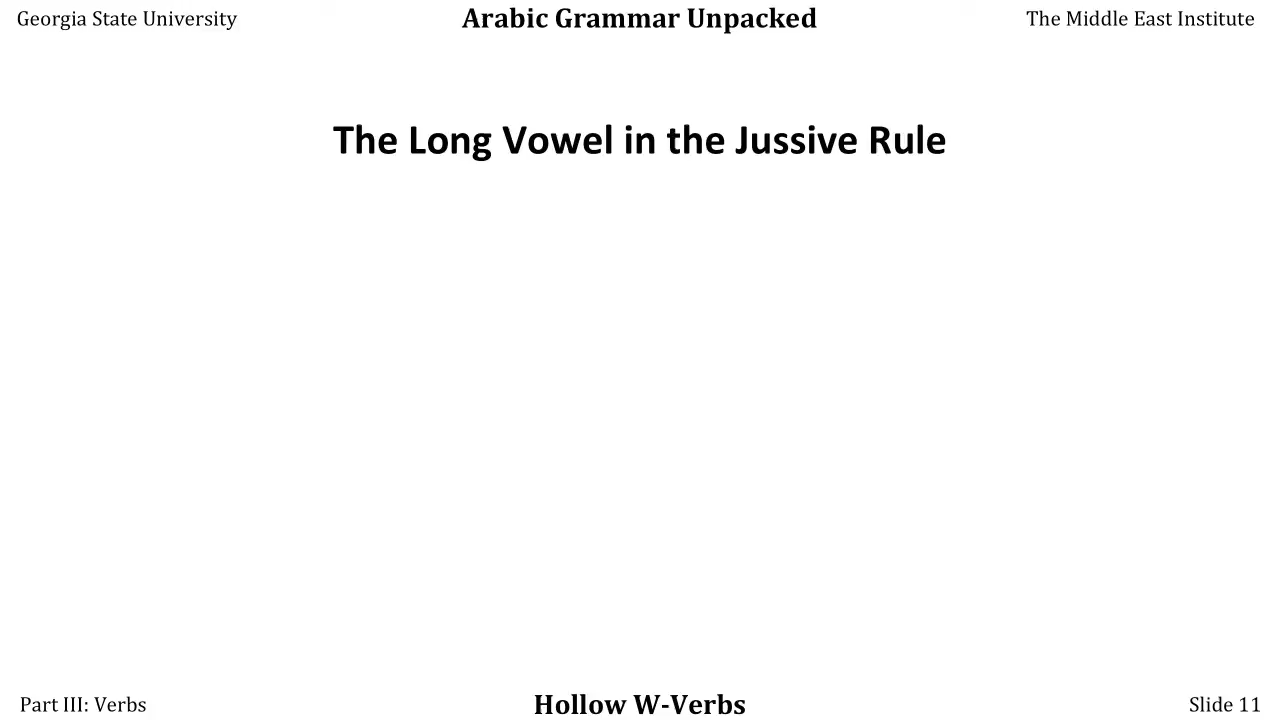 Georgia State University
Arabic Grammar Unpacked
The Middle East Institute
The Long Vowel in the Jussive Rule
Part III: Verbs
Hollow W-Verbs
Slide 11